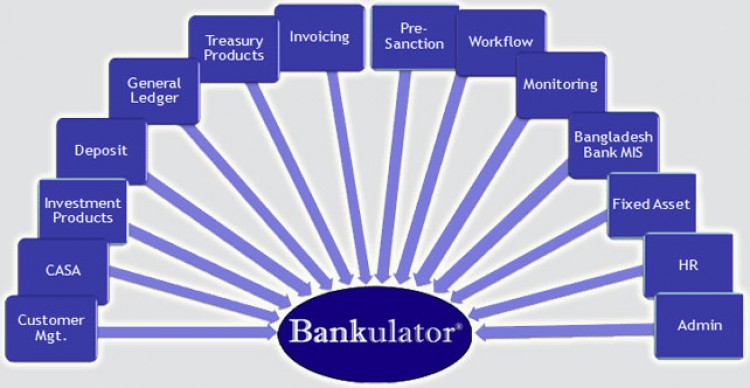 Invoicing
Pre-
Sanction
Treasury
Products
Workflow
General
Ledger
Monitoring
Deposit
Bangladesh
Bank MIS
Investment
Products
Fixed Asset
CASA
HR
Customer
Mgt.
Admin
Bankulator®